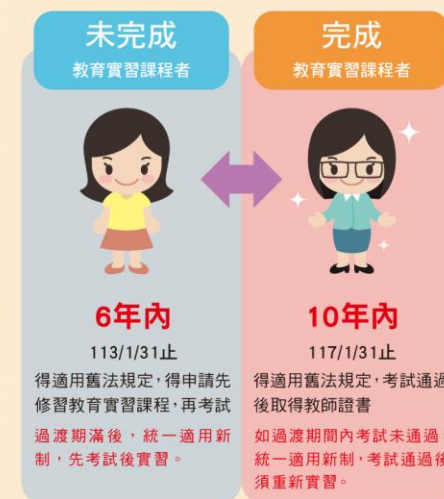 未完成
教育實習課程者
6年內
113/1/31止
得適用舊法規定,得申請先
修習教育實習課程,再考試
過渡期滿後,統一適用新
制,先考試後實習。
完成
教育實習課程者
10年內
117/1/31止
得適用舊法規定,考試通過
後取得教師證書
如過渡期間內考試未通過,
統一適用新制,考試通過後
須重新實習。